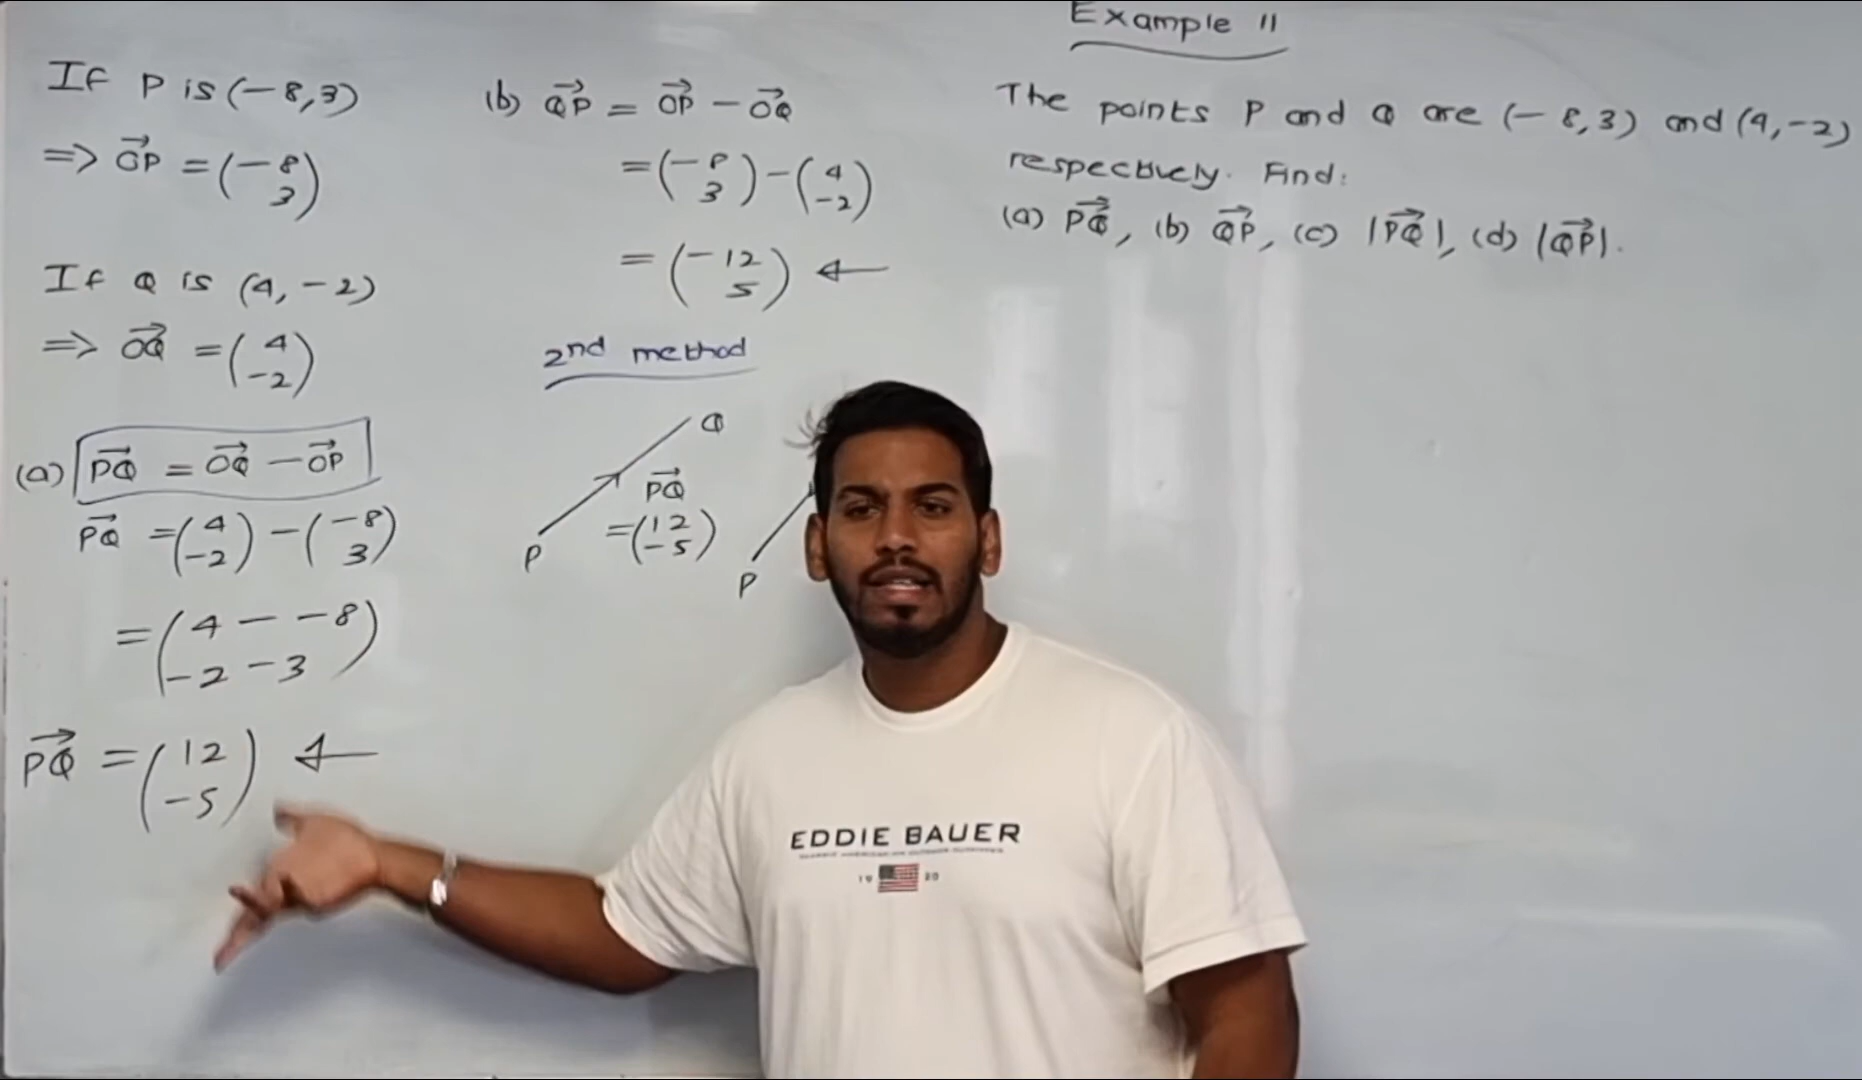 If P is (-8,3)
=> →OP = (-8 3)
If Q is (4,-2)
=> →OQ = (4 -2)
(a) →PQ = →OQ - →OP
→PQ = (4 -2) - (-8 3)
= (4 - -8 -2 - 3)
→PQ = (12 -5) ←
(b) →QP = →OP - →OQ
= (-8 3) - (4 -2)
= (-12 5) ←
2nd method
Q
→PQ
= (12 -5)
P
P
Example 11
The points P and Q are (-8,3) and (4,-2)
respectively. Find:
(a) →PQ, (b) →QP, (c) |→PQ|, (d) |→QP|.
EDDIE BAUER
19 20